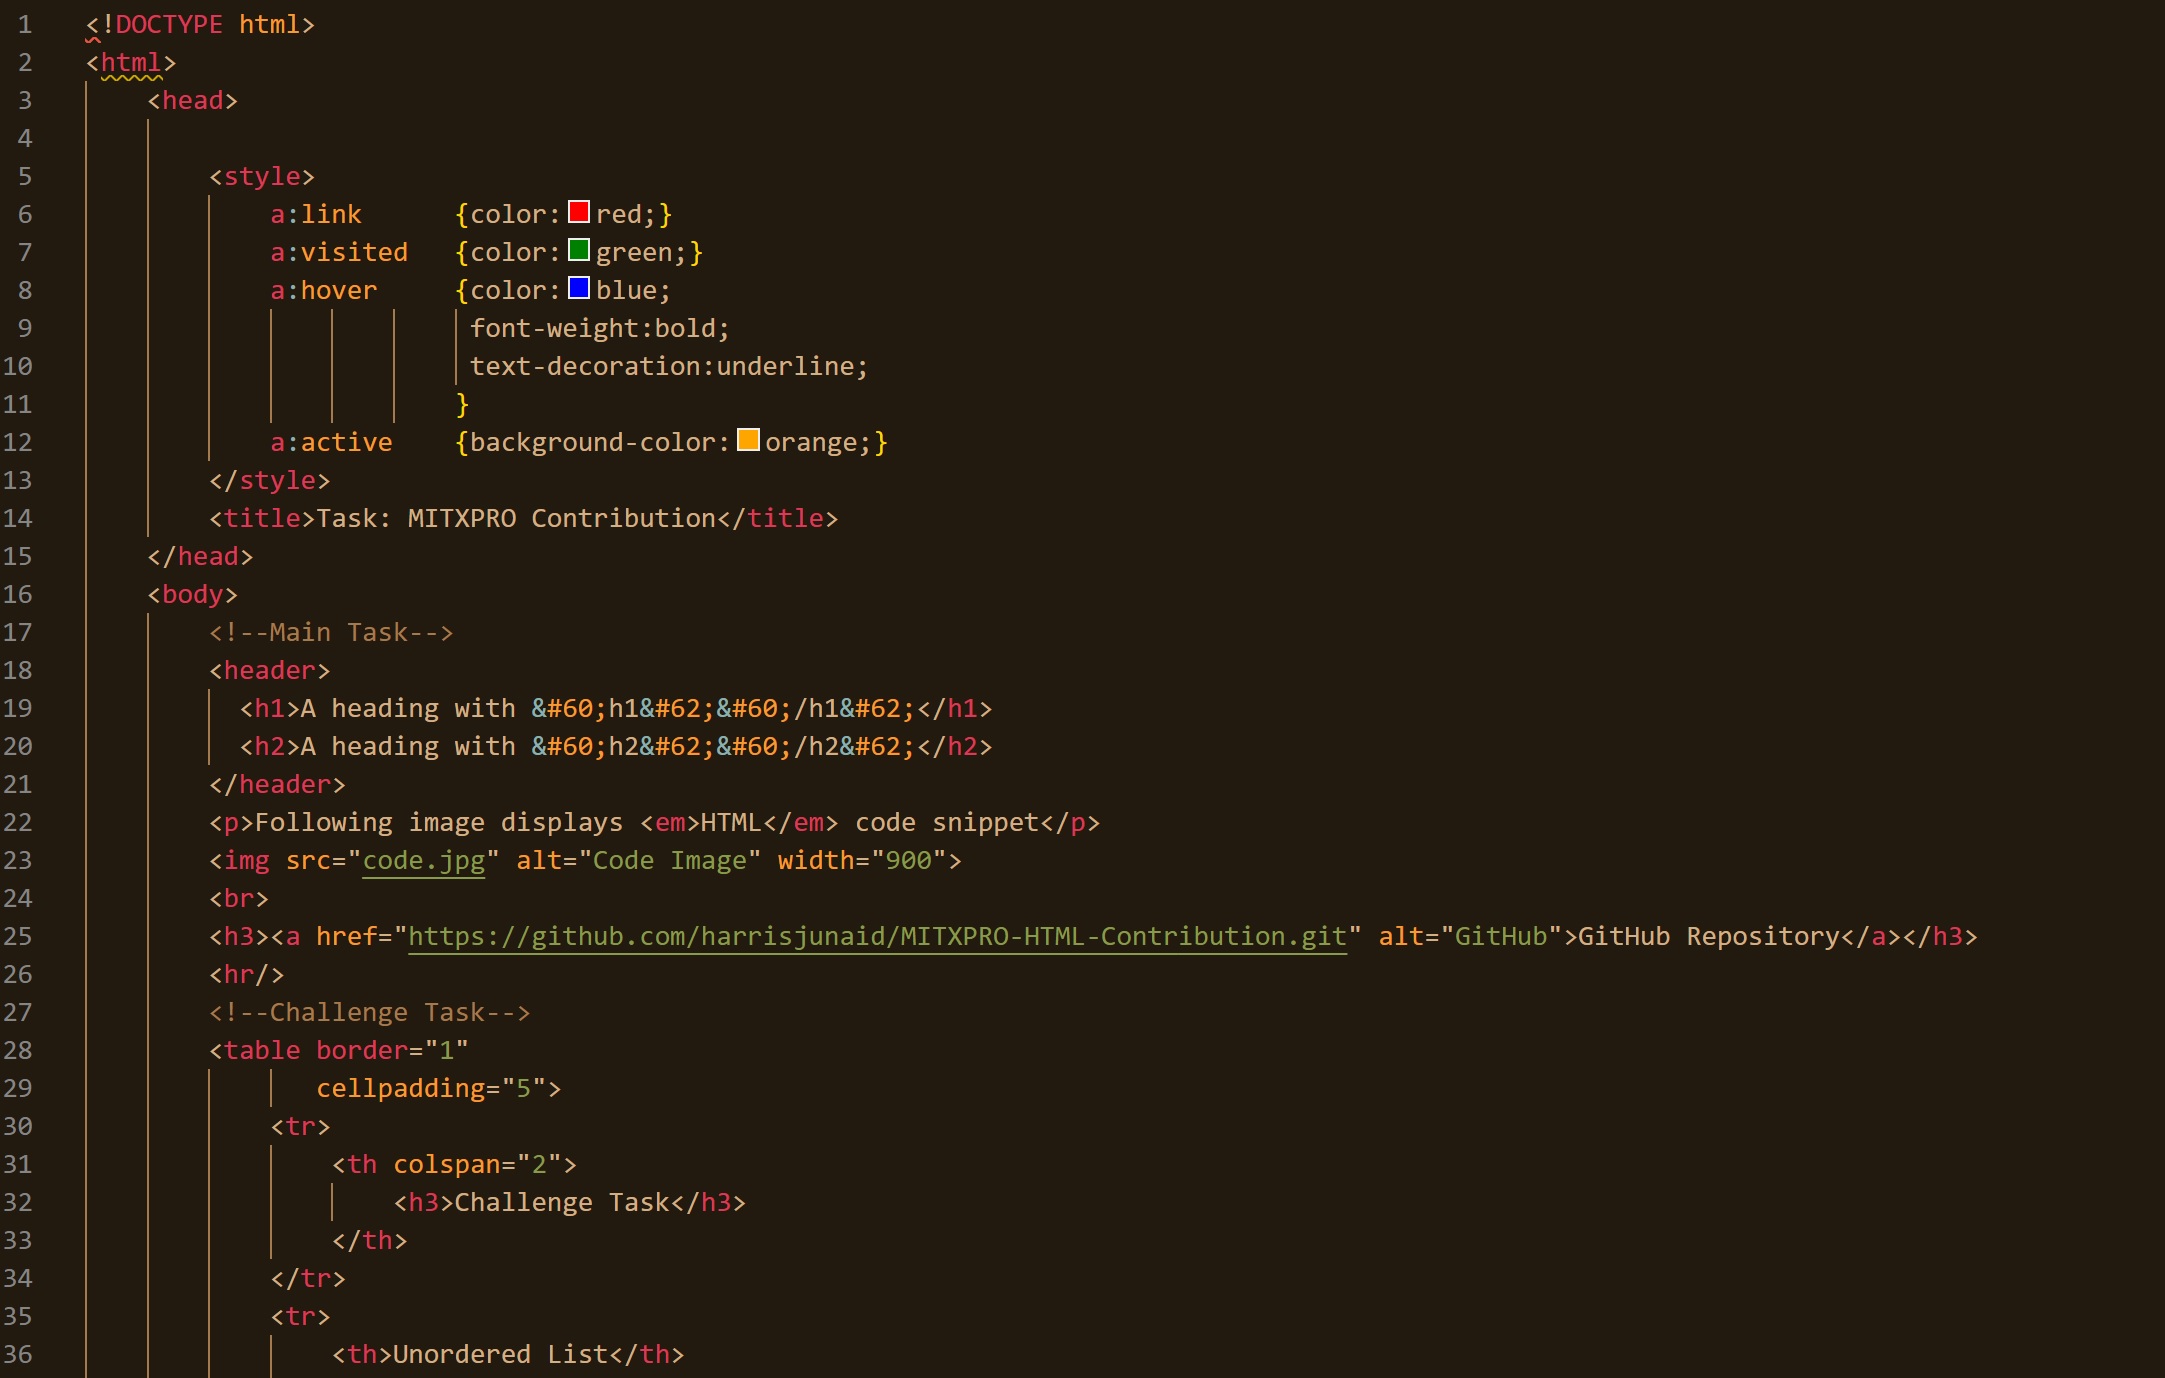 1 <!DOCTYPE html>
2 <html>
3 <head>
4
5 <style>
6 a:link {color:red;}
7 a:visited {color:green;}
8 a:hover {color:blue;
9 font-weight:bold;
10 text-decoration:underline;
11 }
12 a:active {background-color:orange;}
13 </style>
14 <title>Task: MITXPRO Contribution</title>
15 </head>
16 <body>
17 <!--Main Task-->
18 <header>
19 <h1>A heading with &#60;h1&#62;&#60;/h1&#62;</h1>
20 <h2>A heading with &#60;h2&#62;&#60;/h2&#62;</h2>
21 </header>
22 <p>Following image displays <em>HTML</em> code snippet</p>
23 <img src="code.jpg" alt="Code Image" width="900">
24 <br>
25 <h3><a href="https://github.com/harrisjunaid/MITXPRO-HTML-Contribution.git" alt="GitHub">GitHub Repository</a></h3>
26 <hr/>
27 <!--Challenge Task-->
28 <table border="1"
29 cellpadding="5">
30 <tr>
31 <th colspan="2">
32 <h3>Challenge Task</h3>
33 </th>
34 </tr>
35 <tr>
36 <th>Unordered List</th>